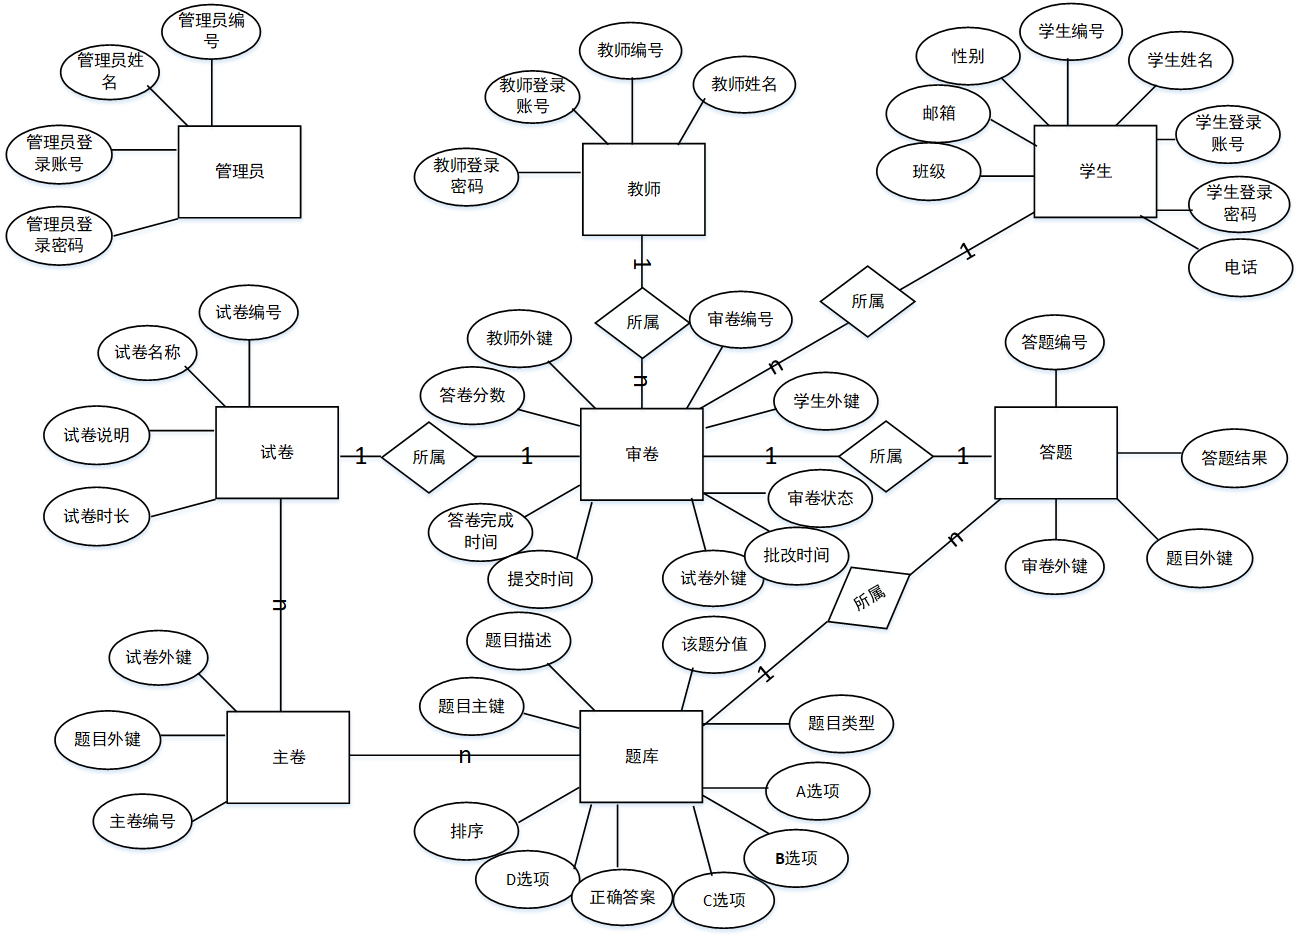 管理员编
号
管理员姓
名
管理员登
录账号
管理员登
录密码
管理员
教师编号
教师登录
账号
教师姓名
教师登录
密码
教师
学生编号
性别
学生姓名
邮箱
学生登录
账号
班级
学生登录
密码
电话
学生
1
所属
n
1
所属
n
试卷编号
试卷名称
试卷说明
试卷时长
试卷
1
所属
1
教师外键
审卷编号
答卷分数
学生外键
审卷
审卷状态
答卷完成
时间
批改时间
提交时间
试卷外键
1
所属
1
答题编号
答题
答题结果
审卷外键
题目外键
n
所属
1
n
试卷外键
题目外键
主卷编号
主卷
n
题目描述
该题分值
题目主键
题目类型
题库
A选项
排序
B选项
D选项
正确答案
C选项